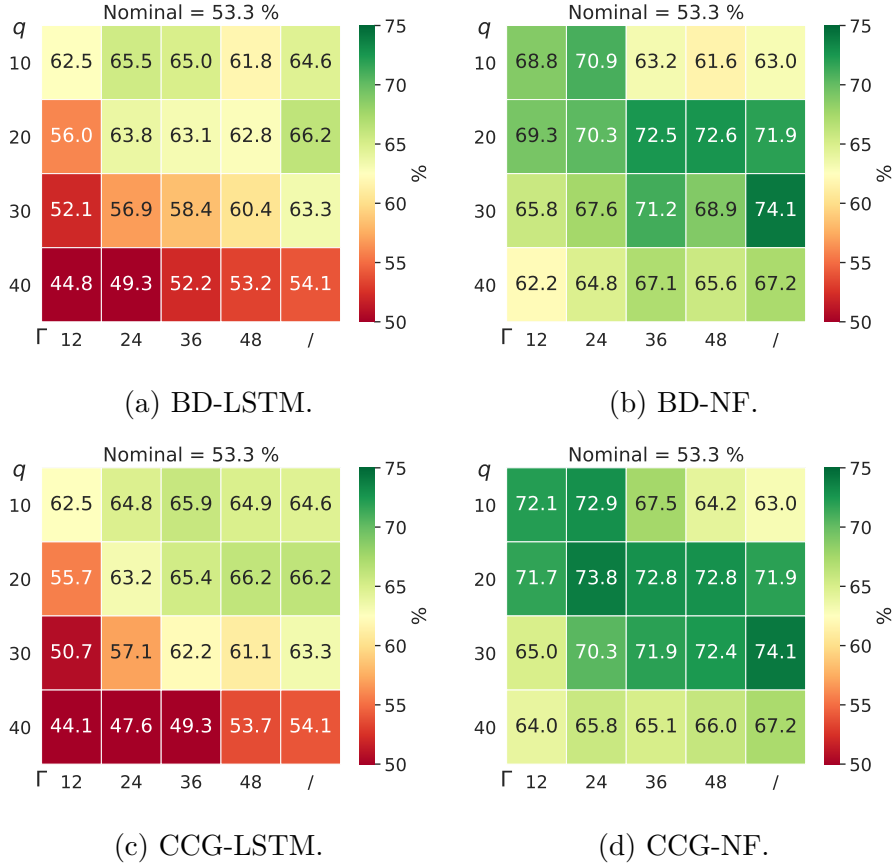 Nominal = 53.3 %
q
10 62.5 65.5 65.0 61.8 64.6
20 56.0 63.8 63.1 62.8 66.2
30 52.1 56.9 58.4 60.4 63.3
40 44.8 49.3 52.2 53.2 54.1
Γ 12 24 36 48 /
75
70
65
60
55
50
%
(a) BD-LSTM.
Nominal = 53.3 %
q
10 68.8 70.9 63.2 61.6 63.0
20 69.3 70.3 72.5 72.6 71.9
30 65.8 67.6 71.2 68.9 74.1
40 62.2 64.8 67.1 65.6 67.2
Γ 12 24 36 48 /
75
70
65
60
55
50
%
(b) BD-NF.
Nominal = 53.3 %
q
10 62.5 64.8 65.9 64.9 64.6
20 55.7 63.2 65.4 66.2 66.2
30 50.7 57.1 62.2 61.1 63.3
40 44.1 47.6 49.3 53.7 54.1
Γ 12 24 36 48 /
75
70
65
60
55
50
%
(c) CCG-LSTM.
Nominal = 53.3 %
q
10 72.1 72.9 67.5 64.2 63.0
20 71.7 73.8 72.8 72.8 71.9
30 65.0 70.3 71.9 72.4 74.1
40 64.0 65.8 65.1 66.0 67.2
Γ 12 24 36 48 /
75
70
65
60
55
50
%
(d) CCG-NF.